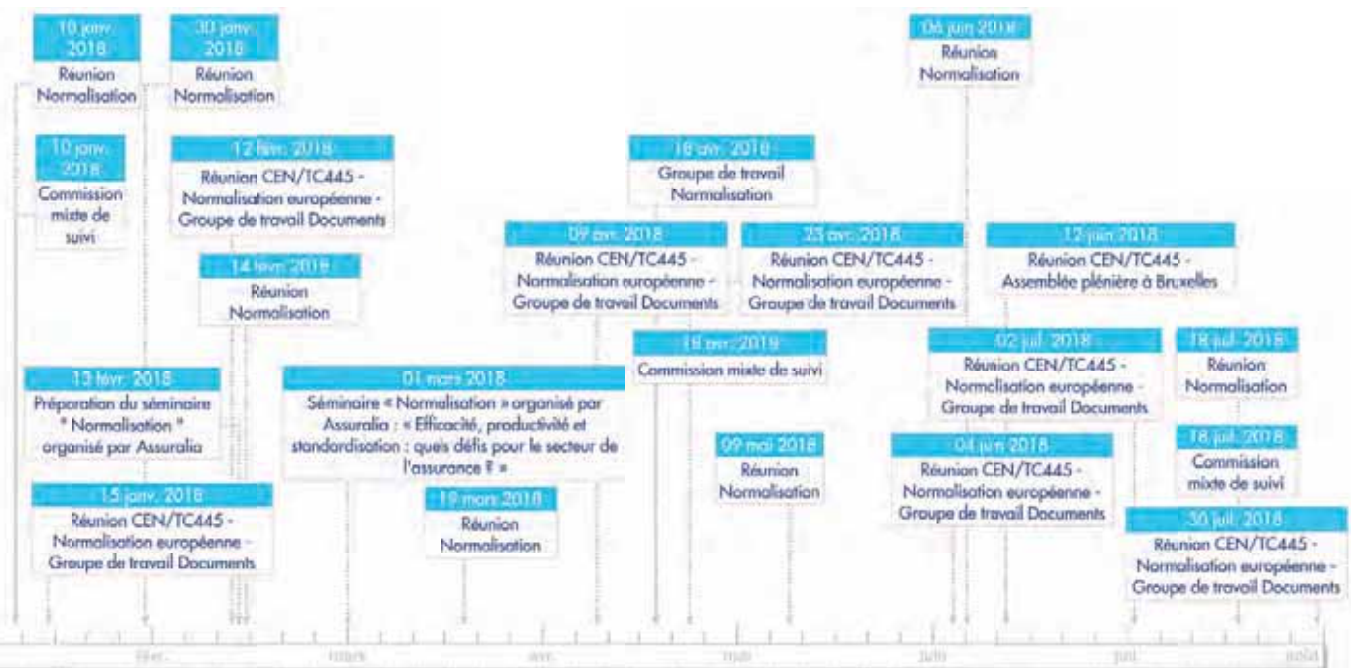 10 janv.
2018
Réunion
Normalisation
30 janv.
2018
Réunion
Normalisation
06 juin 2018
Réunion
Normalisation
10 janv.
2018
Commission
mixte de
suivi
12 févr. 2018
Réunion CEN/TC445 -
Normalisation européenne -
Groupe de travail Documents
18 avr. 2018
Groupe de travail
Normalisation
14 févr. 2018
Réunion
Normalisation
09 avr. 2018
Réunion CEN/TC445 -
Normalisation européenne -
Groupe de travail Documents
23 avr. 2018
Réunion CEN/TC445 -
Normalisation européenne -
Groupe de travail Documents
12 juin 2018
Réunion CEN/TC445 -
Assemblée plénière à Bruxelles
18 avr. 2018
Commission mixte de suivi
02 juil. 2018
Réunion CEN/TC445 -
Normalisation européenne -
Groupe de travail Documents
18 juil. 2018
Réunion
Normalisation
13 févr. 2018
Préparation du séminaire
" Normalisation "
organisé par Assuralia
01 mars 2018
Séminaire « Normalisation » organisé par
Assuralia : « Efficacité, productivité et
standardisation : quels défis pour le secteur de
l'assurance ? »
09 mai 2018
Réunion
Normalisation
04 juin 2018
Réunion CEN/TC445 -
Normalisation européenne -
Groupe de travail Documents
18 juil. 2018
Commission
mixte de suivi
15 janv. 2018
Réunion CEN/TC445 -
Normalisation européenne -
Groupe de travail Documents
19 mars 2018
Réunion
Normalisation
30 juil. 2018
Réunion CEN/TC445 -
Normalisation européenne -
Groupe de travail Documents
févr. mars avr. mai juin juil. août